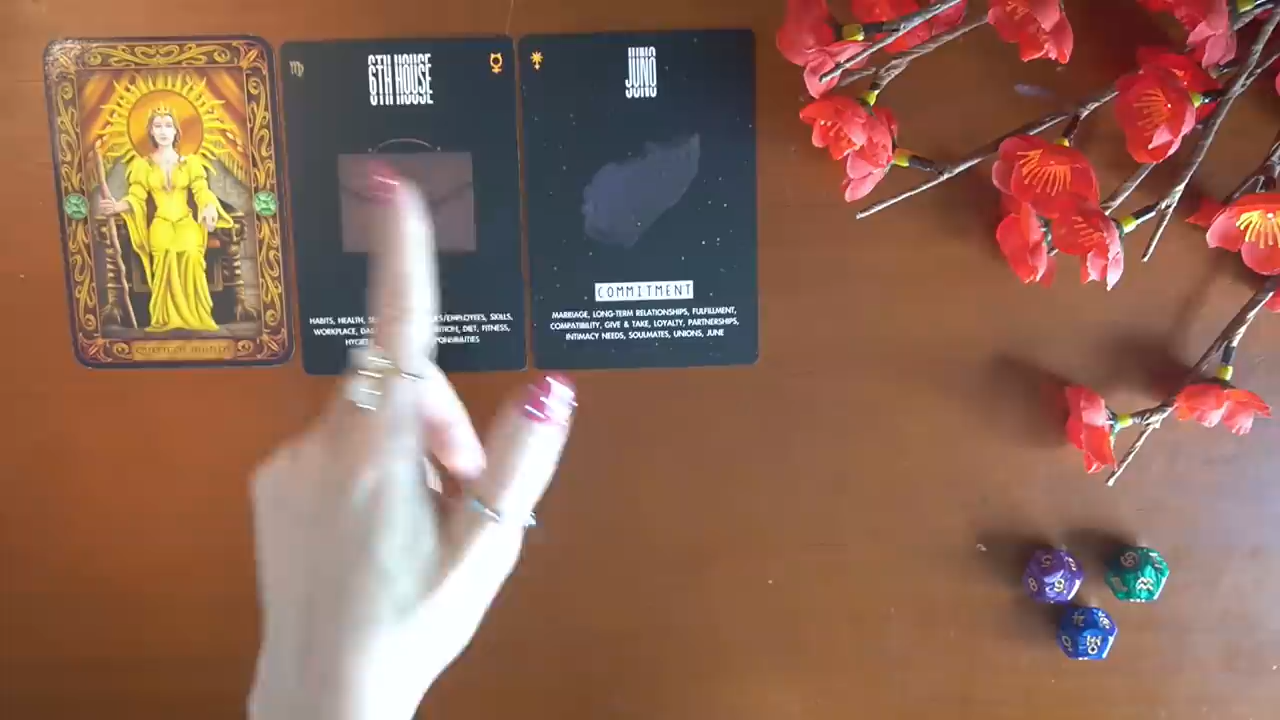 6TH HOUSE
HABITS, HEALTH,
WORKPLACE, DIET, FITNESS,
SKILLS,
JUNO
COMMITMENT
MARRIAGE, LONG-TERM RELATIONSHIPS, FULFILLMENT,
COMPATIBILITY, GIVE & TAKE, LOYALTY, PARTNERSHIPS,
INTIMACY NEEDS, SOULMATES, UNIONS, JUNE